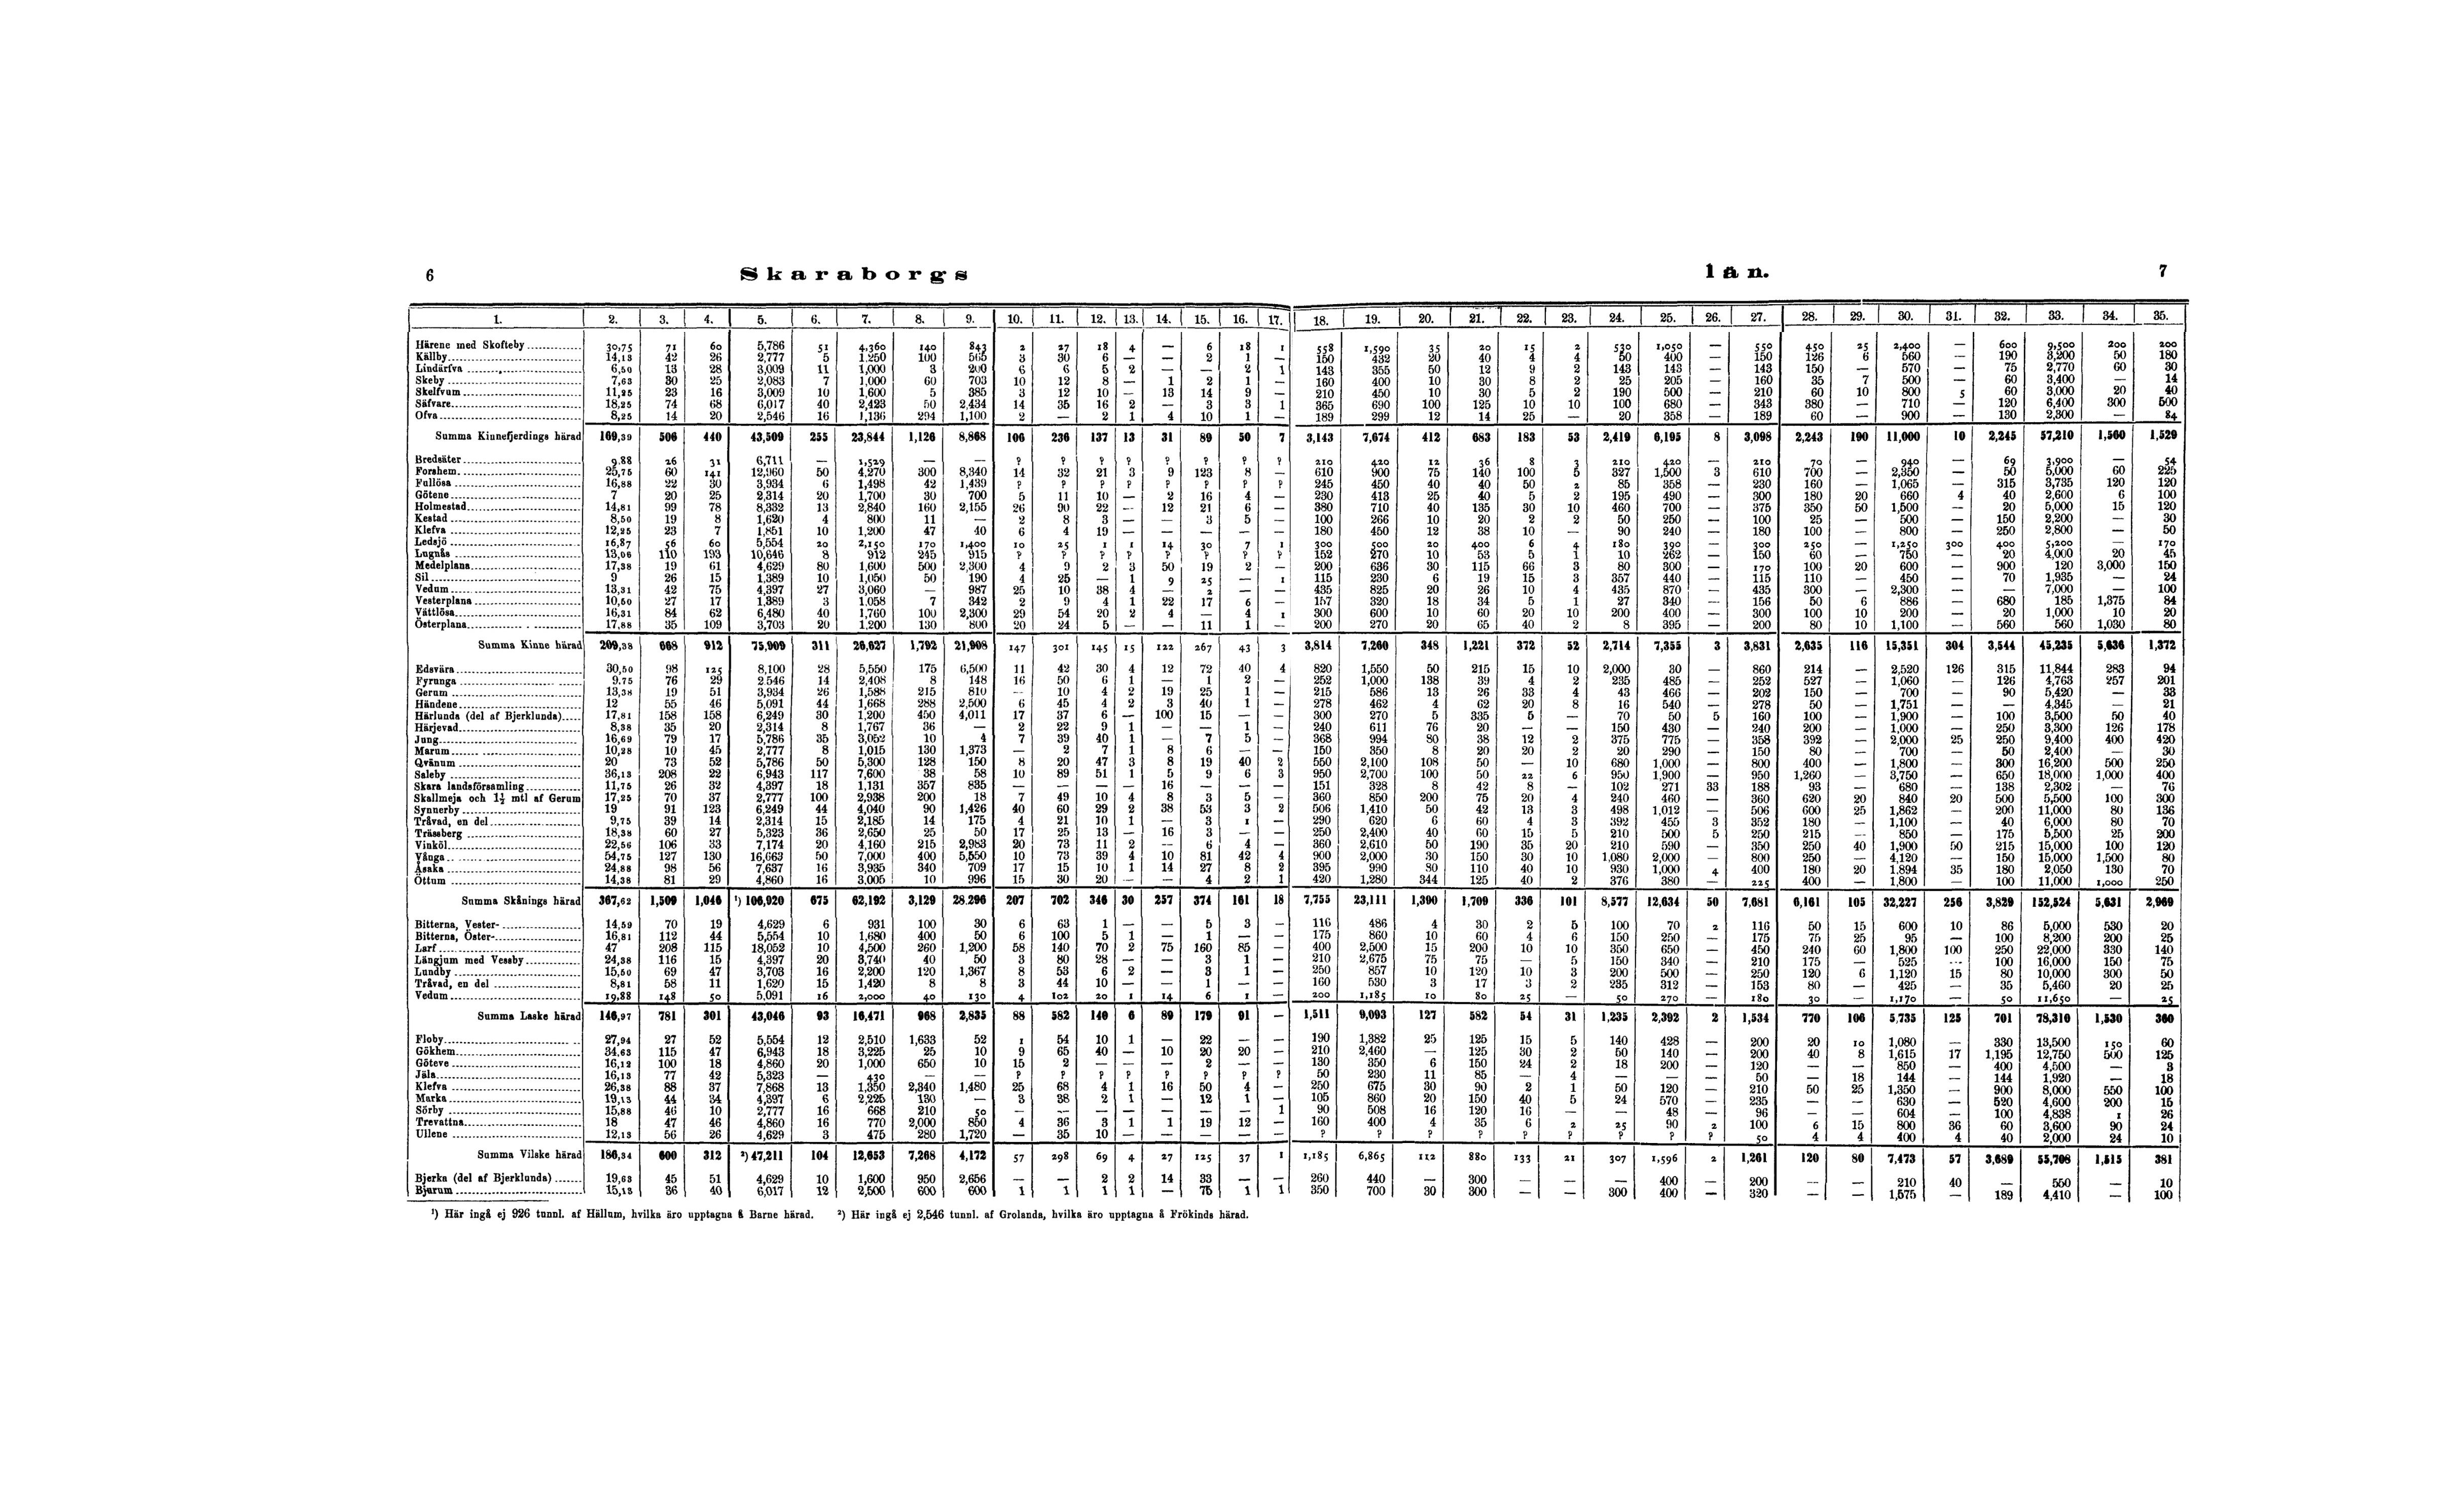 6 Skaraborgs län. 7
1. 2. 3. 4. 5. 6. 7. 8. 9. 10. 11. 12. 13. 14. 15. 16. 17. 18. 19. 20. 21. 22. 23. 24. 25. 26. 27. 28. 29. 30. 31. 32. 33. 34. 35.
Härene med Skofteby 30,75 71 60 5,786 51 4,360 140 843 2 27 18 4 — 6 18 1 558 1,590 35 20 15 2 530 1,050 — 550 450 25 2,400 — 600 9,500 200 200
Källby 14,13 42 26 2,777 5 1,250 100 565 3 30 6 — — 2 1 — 150 432 20 40 4 4 50 400 — 150 126 6 560 — 190 3,200 50 180
Lindärfva 6,50 13 28 3,009 11 1,000 3 200 6 6 5 2 — — 2 1 143 355 50 12 9 2 143 143 — 143 150 — 570 — 75 2,770 60 30
Skeby 7,63 30 25 2,083 7 1,000 60 703 10 12 8 — 1 2 1 — 160 400 10 30 8 2 25 205 — 160 35 7 500 — 60 3,400 — 14
Skelfvum 11,25 23 16 3,009 10 1,600 5 385 3 12 10 — 13 14 9 — 210 450 10 30 5 2 190 500 — 210 60 10 800 5 60 3,000 20 40
Säfvare 18,25 74 68 6,017 40 2,423 50 2,434 14 35 16 2 — 3 3 1 365 690 100 125 10 10 100 680 — 343 380 — 710 — 120 6,400 300 500
Ofva 8,25 14 20 2,546 16 1,136 294 1,100 2 — 2 1 4 10 1 — 189 299 12 14 25 — 20 358 — 189 60 — 900 — 130 2,300 — 84
Summa Kinnefjerdings härad 169,39 506 440 43,509 255 23,844 1,126 8,868 106 236 137 13 31 89 50 7 3,143 7,674 412 683 183 53 2,419 6,195 8 3,098 2,243 190 11,000 10 2,245 57,210 1,560 1,529
Bredsäter 9,88 26 31 6,711 — 1,529 — — ? ? ? ? ? ? ? ? 210 420 12 36 8 3 210 420 — 210 70 — 940 — 69 3,900 — 54
Forshem 25,75 60 141 12,960 50 4,270 300 8,340 14 32 21 3 9 123 8 — 610 900 75 140 100 5 327 1,500 3 610 700 — 2,350 — 50 5,000 60 225
Fullösa 16,88 22 30 3,934 6 1,498 42 1,439 ? ? ? ? ? ? ? ? 245 450 40 40 50 2 85 358 — 230 160 — 1,065 — 315 3,735 120 120
Götene 7 20 25 2,314 20 1,700 30 700 5 11 10 — 2 16 4 — 230 413 25 40 5 2 195 490 — 300 180 20 660 4 40 2,600 6 100
Holmestad 14,81 99 78 8,332 13 2,840 160 2,155 26 90 22 — 12 21 6 — 380 710 40 135 30 10 460 700 — 375 350 50 1,500 — 20 5,000 15 120
Kestad 8,50 19 8 1,620 4 800 11 — 2 8 3 — — 3 5 — 100 266 10 20 2 2 50 250 — 100 25 — 500 — 150 2,200 — 30
Klefva 12,25 23 7 1,851 10 1,200 47 40 6 4 19 — — — — — 180 450 12 38 10 — 90 240 — 180 100 — 800 — 250 2,800 — 50
Ledsjö 16,87 56 60 5,554 20 2,150 170 1,400 10 25 1 1 14 30 7 1 300 500 20 400 6 4 180 390 — 300 250 — 1,250 300 400 5,200 — 170
Lugnås 13,06 110 193 10,646 8 912 245 915 ? ? ? ? ? ? ? ? 152 270 10 53 5 1 10 262 — 150 60 — 750 — 20 4,000 20 45
Medelplana 17,38 19 61 4,629 80 1,600 500 2,300 4 9 2 3 50 19 2 — 200 636 30 115 66 3 80 300 — 170 100 20 600 — 900 120 3,000 150
Sil 9 26 15 1,389 10 1,050 50 190 4 25 — 1 9 25 — 1 115 230 6 19 15 3 357 440 — 115 110 — 450 — 70 1,935 — 24
Vedum 13,31 42 75 4,397 27 3,060 — 987 25 10 38 4 — 2 — — 435 825 20 26 10 4 435 870 — 435 300 — 2,300 — — 7,000 — 100
Vesterplana 10,50 27 17 1,389 3 1,058 7 342 2 9 4 1 22 17 6 — 157 320 18 34 5 1 27 340 — 156 50 6 886 — 680 185 1,375 84
Vättlösa 16,31 84 62 6,480 40 1,760 100 2,300 29 54 20 2 4 — 4 1 300 600 10 60 20 10 200 400 — 300 100 10 200 — 20 1,000 10 20
Österplana 17,88 35 109 3,703 20 1,200 130 800 20 24 5 — — 11 1 — 200 270 20 65 40 2 8 395 — 200 80 10 1,100 — 560 560 1,030 80
Summa Kinne härad 209,38 668 912 75,909 311 26,627 1,792 21,908 147 301 145 15 122 267 43 3 3,814 7,260 348 1,221 372 52 2,714 7,355 3 3,831 2,635 116 15,351 304 3,544 45,235 5,636 1,372
Edsvära 30,50 98 125 8,100 28 5,550 175 6,500 11 42 30 4 12 72 40 4 820 1,550 50 215 15 10 2,000 30 — 860 214 — 2,520 126 315 11,844 283 94
Fyrunga 9,75 76 29 2,546 14 2,408 8 148 16 50 6 1 — 1 2 — 252 1,000 138 39 4 2 235 485 — 252 527 — 1,060 — 126 4,763 257 201
Gerum 13,38 19 51 3,934 26 1,588 215 810 — 10 4 2 19 25 1 — 215 586 13 26 33 4 43 466 — 202 150 — 700 — 90 5,420 — 33
Händene 12 55 46 5,091 44 1,668 288 2,500 6 45 4 2 3 40 1 — 278 462 4 62 20 8 16 540 — 278 50 — 1,751 — — 4,345 — 21
Härlunda (del af Bjerklunda) 17,81 158 158 6,249 30 1,200 450 4,011 17 37 6 — 100 15 — — 300 270 5 335 5 — 70 50 5 160 100 — 1,900 — 100 3,500 50 40
Härjevad 8,38 35 20 2,314 8 1,767 36 — 2 22 9 1 — — 1 — 240 611 76 20 — — 150 430 — 240 200 — 1,000 — 250 3,300 126 178
Jung 16,69 79 17 5,786 35 3,052 10 4 7 39 40 1 — 7 5 — 368 994 80 38 12 2 375 775 — 358 392 — 2,000 25 250 9,400 400 420
Marum 10,28 10 45 2,777 8 1,015 130 1,373 — 2 7 1 8 6 — — 150 350 8 20 20 2 20 290 — 150 80 — 700 — 50 2,400 — 30
Qvänum 20 73 52 5,786 50 5,300 128 150 8 20 47 3 8 19 40 2 550 2,100 108 50 — 10 680 1,000 — 800 400 — 1,800 — 300 16,200 500 250
Saleby 36,13 208 22 6,943 117 7,600 38 58 10 89 51 1 5 9 6 3 950 2,700 100 50 22 6 950 1,900 — 950 1,260 — 3,750 — 650 18,000 1,000 400
Skara landsförsamling 11,75 26 32 4,397 18 1,131 357 835 — — — — 16 — — — 151 328 8 42 8 — 102 271 33 188 93 — 680 — 138 2,302 — 76
Skallmeja och 1½ mtl af Gerum 17,25 70 37 2,777 100 2,938 200 18 7 49 10 4 8 3 5 — 360 850 200 75 20 4 240 460 — 360 620 20 840 20 500 5,500 100 300
Synnerby 19 91 123 6,249 44 4,040 90 1,426 40 60 29 2 38 53 3 2 506 1,410 50 42 13 3 498 1,012 — 506 600 25 1,862 — 200 11,000 80 136
Tråvad, en del 9,75 39 14 2,314 15 2,185 14 175 4 21 10 1 — 3 1 — 290 620 6 60 4 3 392 455 3 352 180 — 1,100 — 40 6,000 80 70
Trässberg 18,38 60 27 5,323 36 2,650 25 50 17 25 13 — 16 3 — — 250 2,400 40 60 15 5 210 500 5 250 215 — 850 — 175 5,500 25 200
Vinköl 22,56 106 33 7,174 20 4,160 215 2,983 20 73 11 2 — 6 4 — 360 2,610 50 190 35 20 210 590 — 350 250 40 1,900 50 215 15,000 100 120
Vånga 54,75 127 130 16,663 50 7,000 400 5,550 10 73 39 4 10 81 42 4 900 2,000 30 150 30 10 1,080 2,000 — 800 250 — 4,120 — 150 15,000 1,500 80
Åsaka 24,88 98 56 7,637 16 3,935 340 709 17 15 10 1 14 27 8 2 395 990 80 110 40 10 930 1,000 4 400 180 20 1,894 35 180 2,050 130 70
Öttum 14,38 81 29 4,860 16 3,005 10 996 15 30 20 — — 4 2 1 420 1,280 344 125 40 2 376 380 — 225 400 — 1,800 — 100 11,000 1,000 250
Summa Skånings härad 367,62 1,509 1,046 ¹) 106,920 675 62,192 3,129 28,296 207 702 346 30 257 374 161 18 7,755 23,111 1,390 1,709 336 101 8,577 12,634 50 7,681 6,161 105 32,227 256 3,829 152,524 5,631 2,969
Bitterna, Vester- 14,59 70 19 4,629 6 931 100 30 6 63 1 — — 5 3 — 116 486 4 30 2 5 100 70 2 116 50 15 600 10 86 5,000 530 20
Bitterna, Öster- 16,81 112 44 5,554 10 1,680 400 50 6 100 5 1 — 1 — — 175 860 10 60 4 6 150 250 — 175 75 25 95 — 100 8,200 200 25
Larf 47 208 115 18,052 10 4,500 260 1,200 58 140 70 2 75 160 85 — 400 2,500 15 200 10 10 350 650 — 450 240 60 1,800 100 250 22,000 330 140
Längjum med Vessby 24,38 116 15 4,397 20 3,740 40 50 3 80 28 — — 3 1 — 210 2,675 75 75 — 5 150 340 — 210 175 — 525 — 100 16,000 150 75
Lundby 15,50 69 47 3,703 16 2,200 120 1,367 8 53 6 2 — 3 1 — 250 857 10 120 10 3 200 500 — 250 120 6 1,120 15 80 10,000 300 50
Tråvad, en del 8,81 58 11 1,620 15 1,420 8 8 3 44 10 — — 1 — — 160 530 3 17 3 2 235 312 — 153 80 — 425 — 35 5,460 20 25
Vedum 19,88 148 50 5,091 16 2,000 40 130 4 102 20 1 14 6 1 — 200 1,185 10 80 25 — 50 270 — 180 30 — 1,170 — 50 11,650 — 25
Summa Laske härad 146,97 781 301 43,046 93 16,471 968 2,835 88 582 140 6 89 179 91 — 1,511 9,093 127 582 54 31 1,235 2,392 2 1,534 770 106 5,735 125 701 78,310 1,530 360
Floby 27,94 27 52 5,554 12 2,510 1,633 52 1 54 10 1 — 22 — — 190 1,382 25 125 15 5 140 428 — 200 20 10 1,080 — 330 13,500 150 60
Gökhem 34,63 115 47 6,943 18 3,225 25 10 9 65 40 — 10 20 20 — 210 2,460 — 125 30 2 50 140 — 200 40 8 1,615 17 1,195 12,750 500 125
Göteve 16,12 100 18 4,860 20 1,000 650 10 15 2 — — — 2 — — 130 350 6 150 24 2 18 200 — 120 — — 850 — 400 4,500 — 3
Jäla 16,13 77 42 5,323 — 430 — — ? ? ? ? ? ? ? ? 50 230 11 85 — 4 — — — 50 — 18 144 — 144 1,920 — 18
Klefva 26,38 88 37 7,868 13 1,350 2,340 1,480 25 68 4 1 16 50 4 — 250 675 30 90 2 1 50 120 — 210 50 25 1,350 — 900 8,000 550 100
Marka 19,13 44 34 4,397 6 2,225 130 — 3 38 2 1 — 12 1 — 105 860 20 150 40 5 24 570 — 235 — — 630 — 520 4,600 200 15
Sörby 15,88 46 10 2,777 16 668 210 50 — — — — — — — 1 90 508 16 120 16 — — 48 — 96 — — 604 — 100 4,838 1 26
Trevattna 18 47 46 4,860 16 770 2,000 850 4 36 3 1 1 19 12 — 160 400 4 35 6 2 25 90 2 100 6 15 800 36 60 3,600 90 24
Ullene 12,13 56 26 4,629 3 475 280 1,720 — 35 10 — — — — — ? ? ? ? ? ? ? ? ? 50 4 4 400 4 40 2,000 24 10
Summa Vilske härad 186,34 600 312 ²) 47,211 104 12,653 7,268 4,172 57 298 69 4 27 125 37 1 1,185 6,865 112 880 133 21 307 1,596 2 1,261 120 80 7,473 57 3,689 55,708 1,515 381
Bjerka (del af Bjerklunda) 19,63 45 51 4,629 10 1,600 950 2,656 — — 2 2 14 33 — — 260 440 — 300 — — — 400 — 200 — — 210 40 — 550 — 10
Bjurum 15,13 36 40 6,017 12 2,500 600 600 1 1 1 1 — 75 1 1 350 700 30 300 — — 300 400 — 320 — — 1,575 — 189 4,410 — 100
¹) Här ingå ej 926 tunnl. af Hällum, hvilka äro upptagna å Barne härad. ²) Här ingå ej 2,546 tunnl. af Grolanda, hvilka äro upptagna å Frökinds härad.